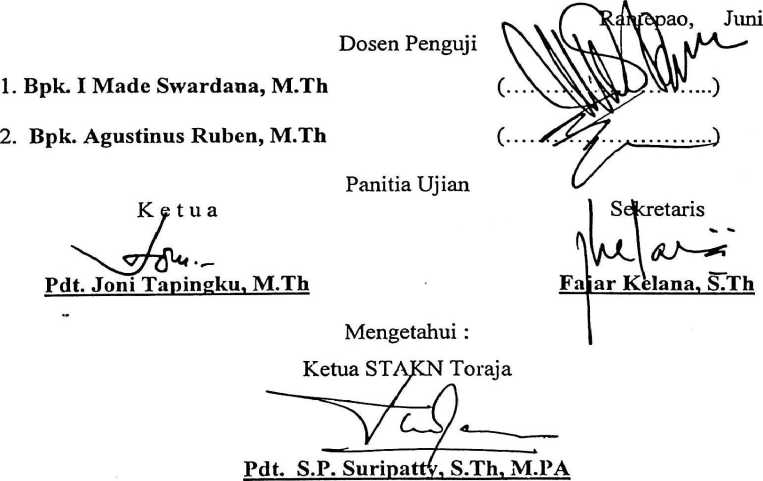 Rantepao, Juni
Dosen Penguji
1. Bpk. I Made Swardana, M.Th (......................)
2. Bpk. Agustinus Ruben, M.Th (......................)
Panitia Ujian
K e t u a Sekretaris
Pdt. Joni Tapingku, M.Th Fajar Kelana, S.Th
Mengetahui :
Ketua STAKN Toraja
Pdt. S.P. Suripatty, S.Th, M.PA